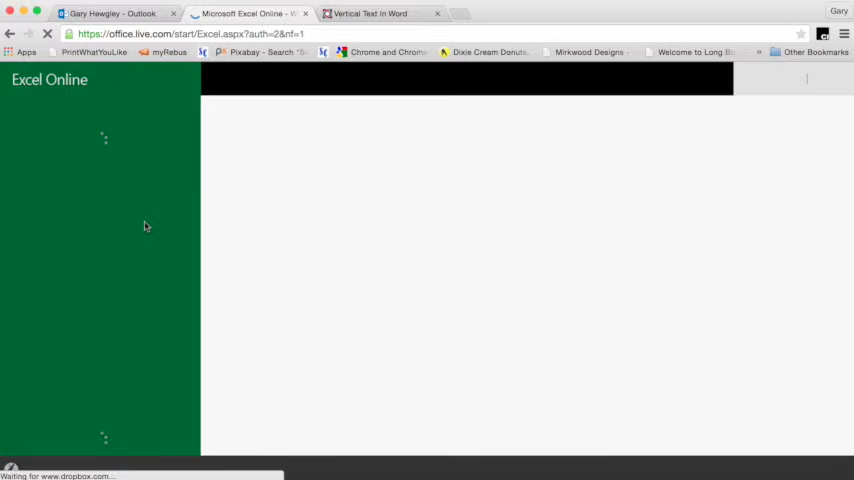 Gary Hewgley - Outlook
Microsoft Excel Online - W
Vertical Text In Word
Gary
https://office.live.com/start/Excel.aspx?auth=2&nf=1
Apps
PrintWhatYouLike
myRebus
Pixabay - Search "S
Chrome and Chrom
Dixie Cream Donuts
Mirkwood Designs -
Welcome to Long B
»
Other Bookmarks
Excel Online
Waiting for www.dropbox.com...